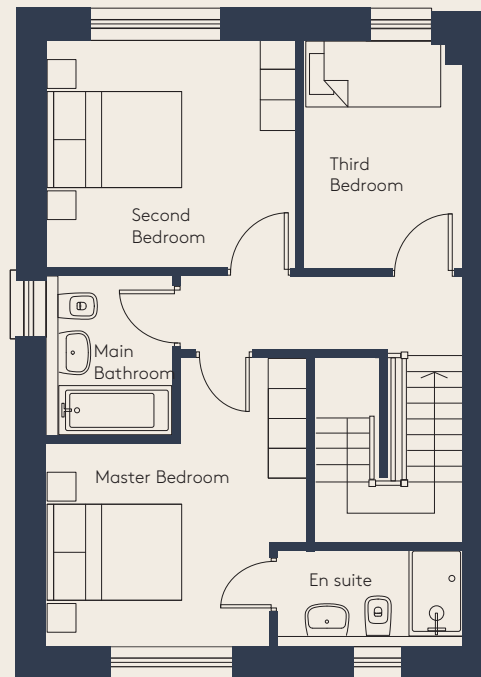 Second
Bedroom
Third
Bedroom
Main
Bathroom
Master Bedroom
En suite